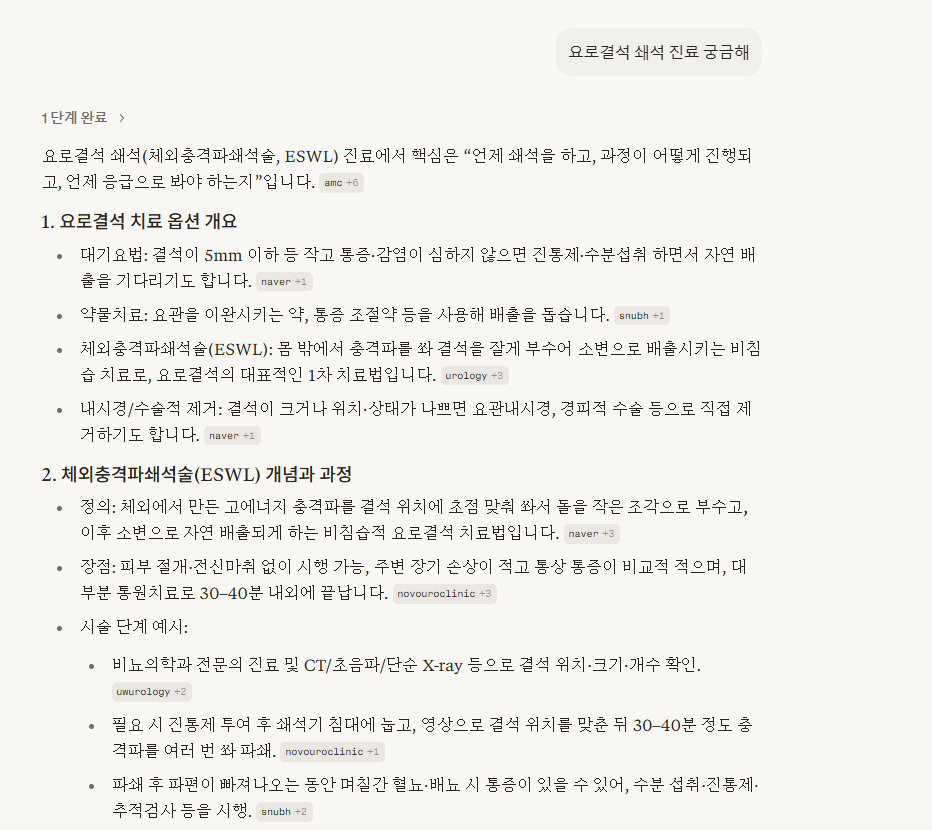 요로결석 쇄석 진료 궁금해
1단계 완료 >
요로결석 쇄석(체외충격파쇄석술, ESWL) 진료에서 핵심은 “언제 쇄석을 하고, 과정이 어떻게 진행되
고, 언제 응급으로 봐야 하는지”입니다. amc +6
1. 요로결석 치료 옵션 개요
• 대기요법: 결석이 5mm 이하 등 작고 통증·감염이 심하지 않으면 진통제·수분섭취 하면서 자연 배
출을 기다리기도 합니다. naver +1
• 약물치료: 요관을 이완시키는 약, 통증 조절약 등을 사용해 배출을 돕습니다. snubh +1
• 체외충격파쇄석술(ESWL): 몸 밖에서 충격파를 쏴 결석을 잘게 부수어 소변으로 배출시키는 비침
습 치료로, 요로결석의 대표적인 1차 치료법입니다. urology +3
• 내시경/수술적 제거: 결석이 크거나 위치·상태가 나쁘면 요관내시경, 경피적 수술 등으로 직접 제
거하기도 합니다. naver +1
2. 체외충격파쇄석술(ESWL) 개념과 과정
• 정의: 체외에서 만든 고에너지 충격파를 결석 위치에 초점 맞춰 쏴서 돌을 작은 조각으로 부수고,
이후 소변으로 자연 배출되게 하는 비침습적 요로결석 치료법입니다. naver +3
• 장점: 피부 절개·전신마취 없이 시행 가능, 주변 장기 손상이 적고 통상 통증이 비교적 적으며, 대
부분 통원치료로 30–40분 내외에 끝납니다. novouroclinic +3
• 시술 단계 예시:
• 비뇨의학과 전문의 진료 및 CT/초음파/단순 X-ray 등으로 결석 위치·크기·개수 확인.
uwurology +2
• 필요 시 진통제 투여 후 쇄석기 침대에 눕고, 영상으로 결석 위치를 맞춘 뒤 30–40분 정도 충
격파를 여러 번 쏴 파쇄. novouroclinic +1
• 파쇄 후 파편이 빠져나오는 동안 며칠간 혈뇨·배뇨 시 통증이 있을 수 있어, 수분 섭취·진통제·
추적검사 등을 시행. snubh +2